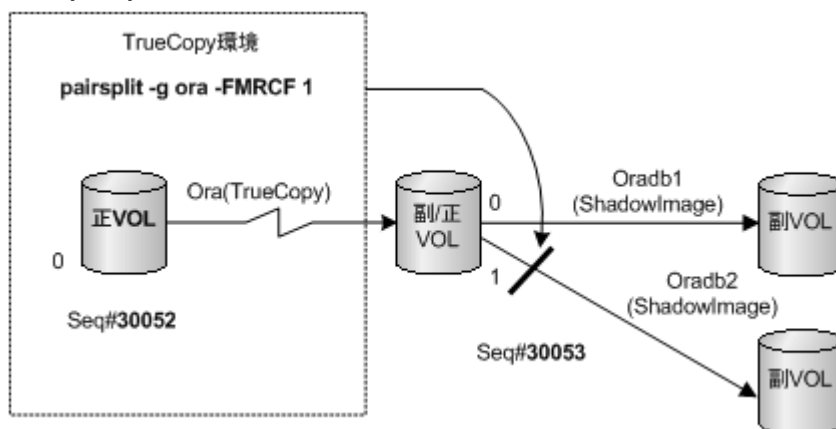 TrueCopy環境
pairsplit -g ora -FMRCF 1
正VOL
Ora(TrueCopy)
0
Seq#30052
副/正
VOL
0
1
Oradb1
(ShadowImage)
副VOL
Oradb2
(ShadowImage)
Seq#30053
副VOL